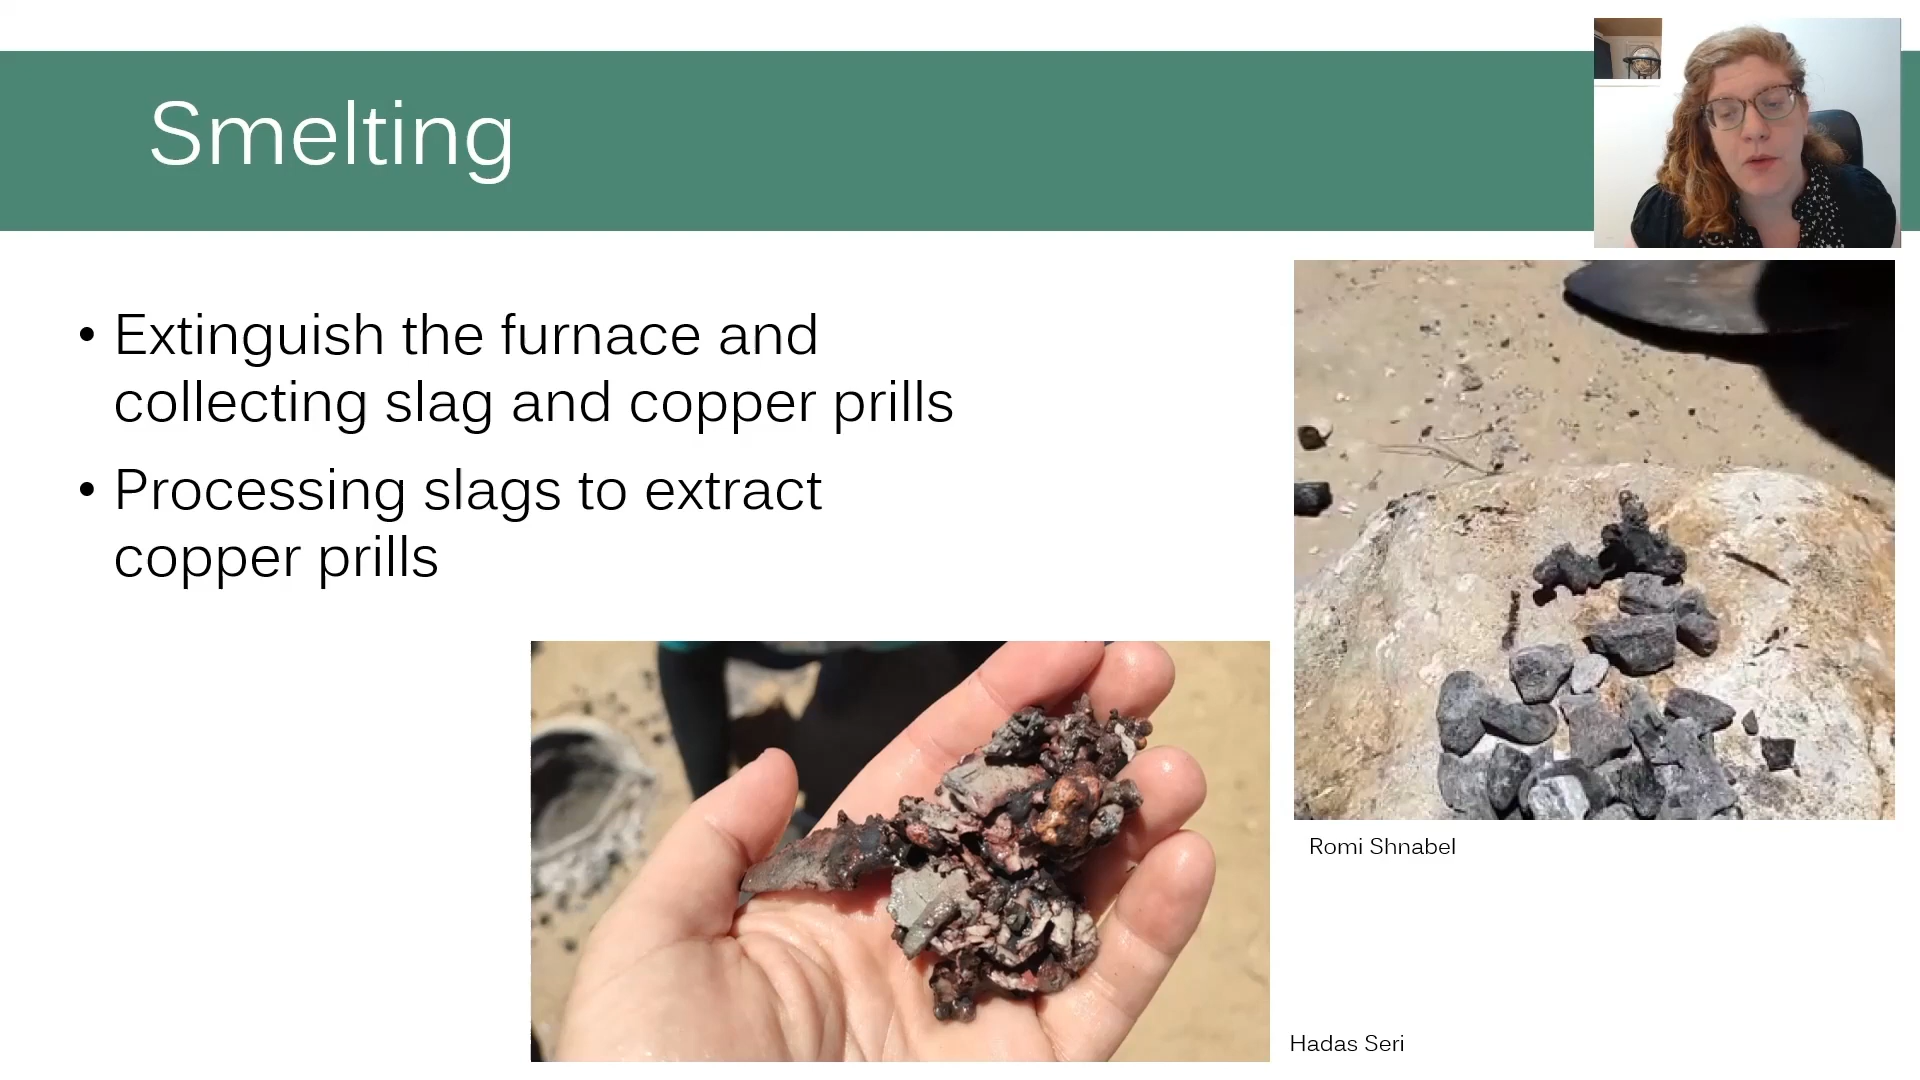 Smelting
• Extinguish the furnace and
collecting slag and copper prills
• Processing slags to extract
copper prills
Romi Shnabel
Hadas Seri